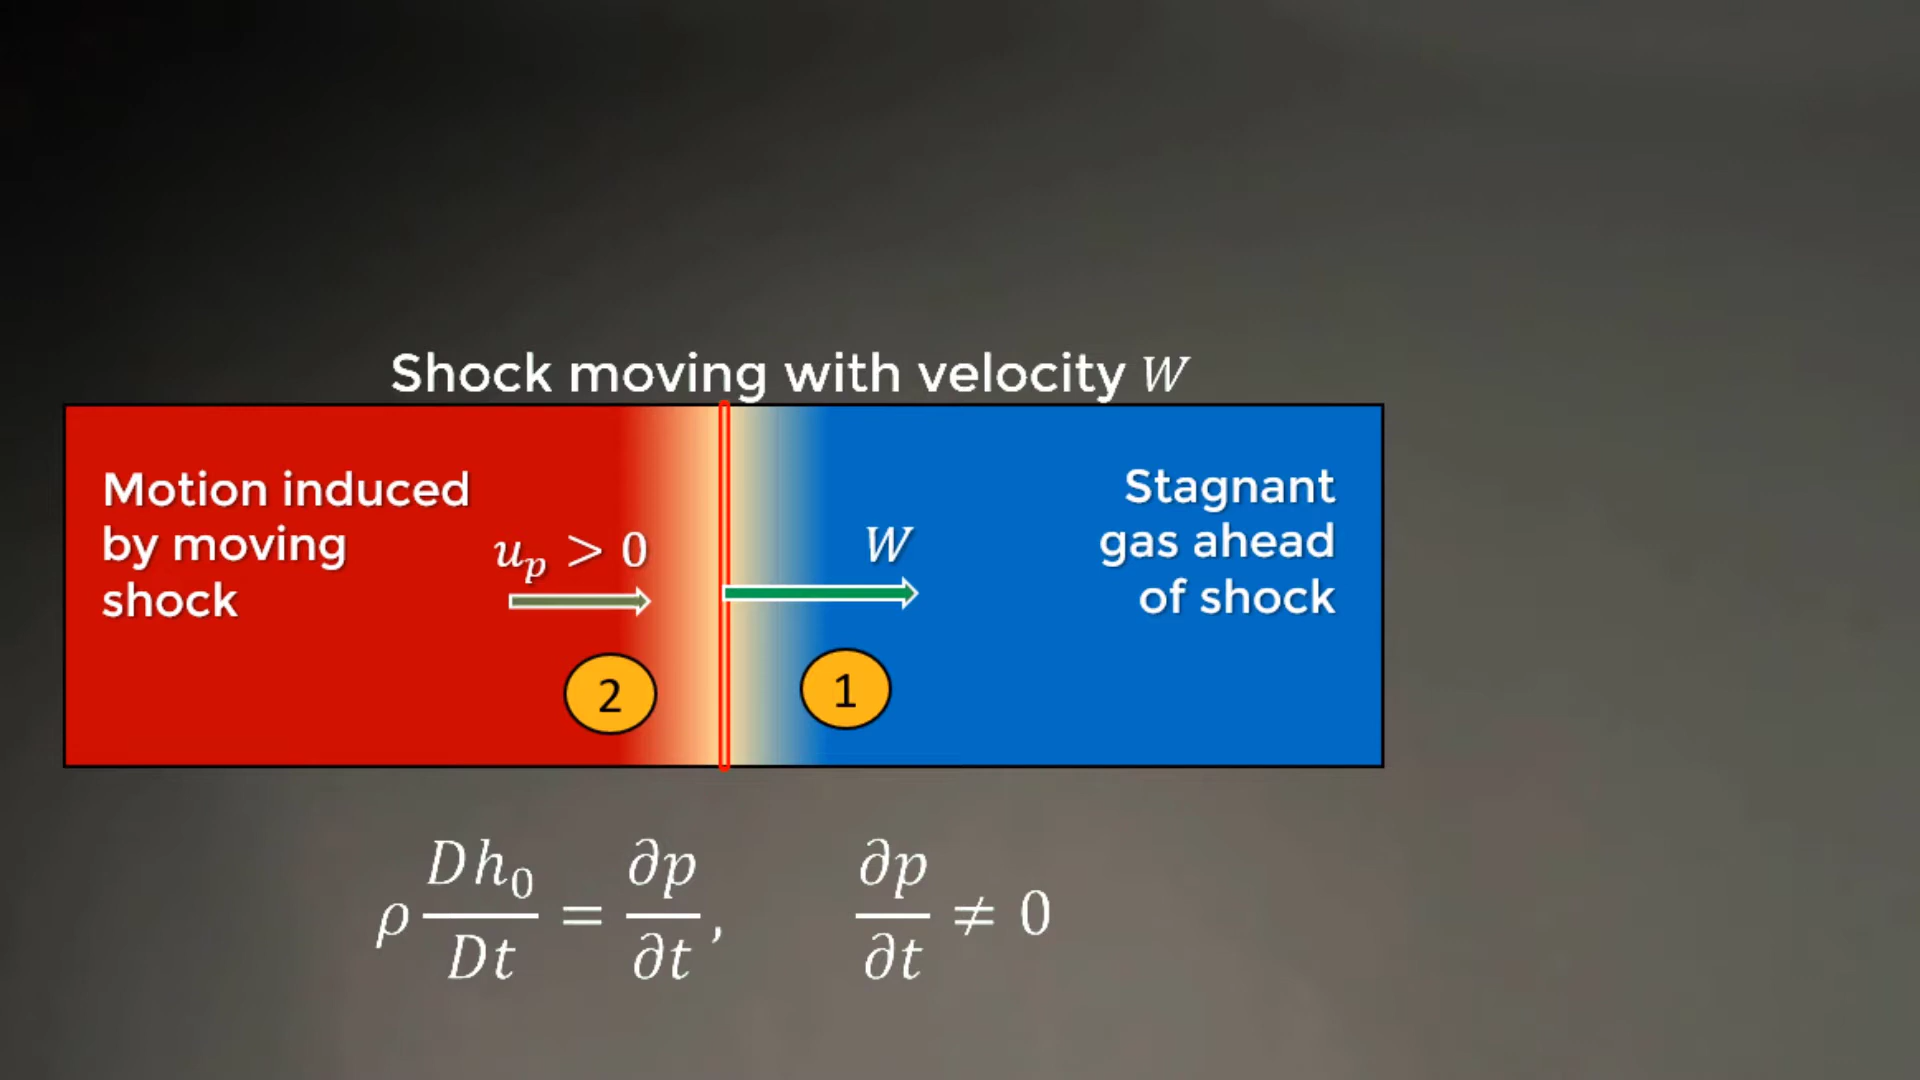 Shock moving with velocity W
Motion induced
by moving
shock
u_p > 0
W
Stagnant
gas ahead
of shock
2
1
ρ Dh₀/Dt = ∂p/∂t, ∂p/∂t ≠ 0